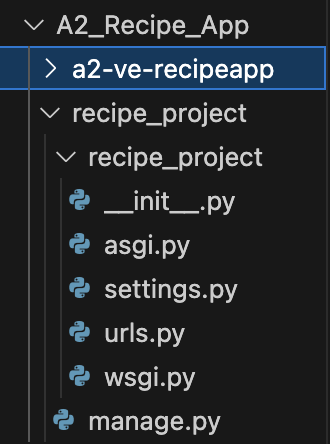 A2_Recipe_App
a2-ve-recipeapp
recipe_project
recipe_project
__init__.py
asgi.py
settings.py
urls.py
wsgi.py
manage.py